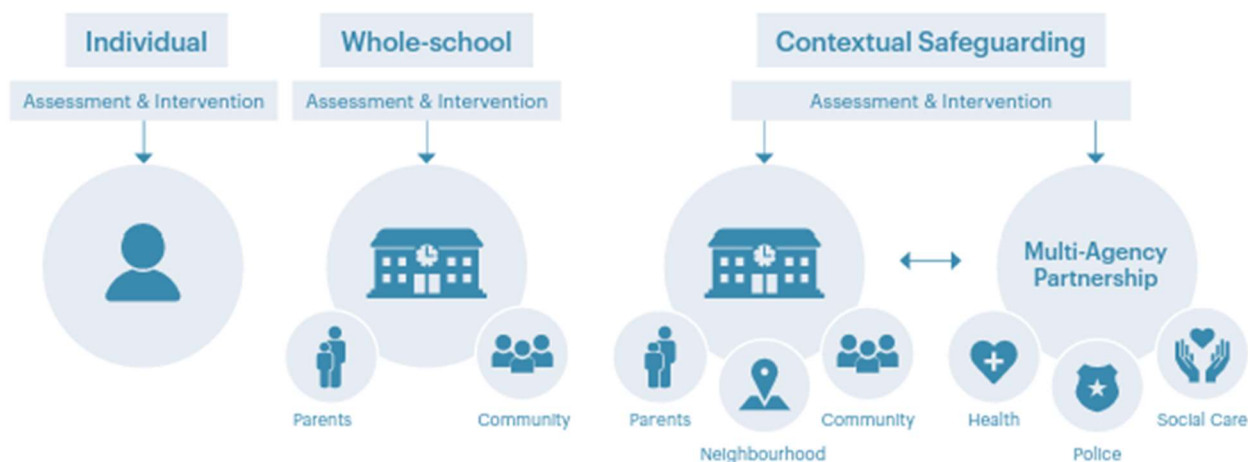 Individual
Whole-school
Contextual Safeguarding
Assessment & Intervention
Assessment & Intervention
Assessment & Intervention
Multi-Agency
Partnership
Parents
Community
Parents
Neighbourhood
Community
Health
Police
Social Care